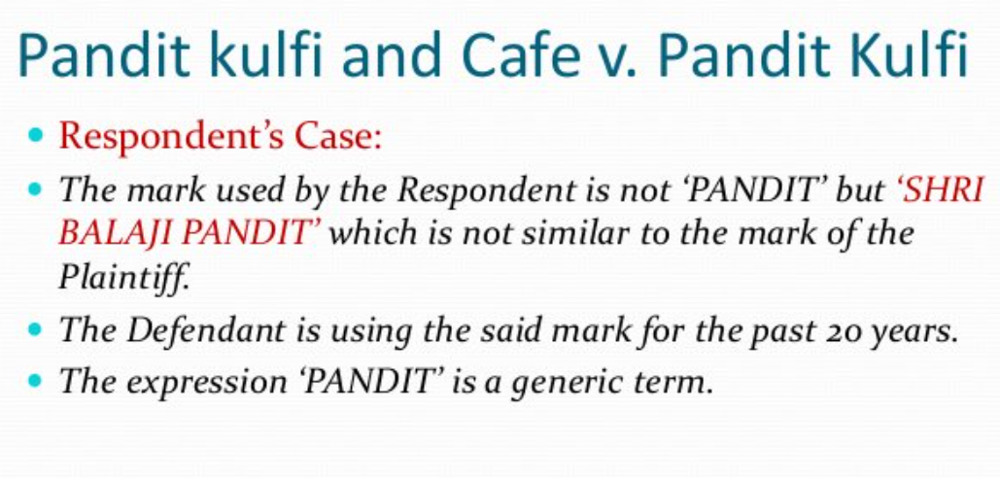 Pandit kulfi and Cafe v. Pandit Kulfi
Respondent’s Case:
The mark used by the Respondent is not ‘PANDIT’ but ‘SHRI
BALAJI PANDIT’ which is not similar to the mark of the
Plaintiff.
The Defendant is using the said mark for the past 20 years.
The expression ‘PANDIT’ is a generic term.